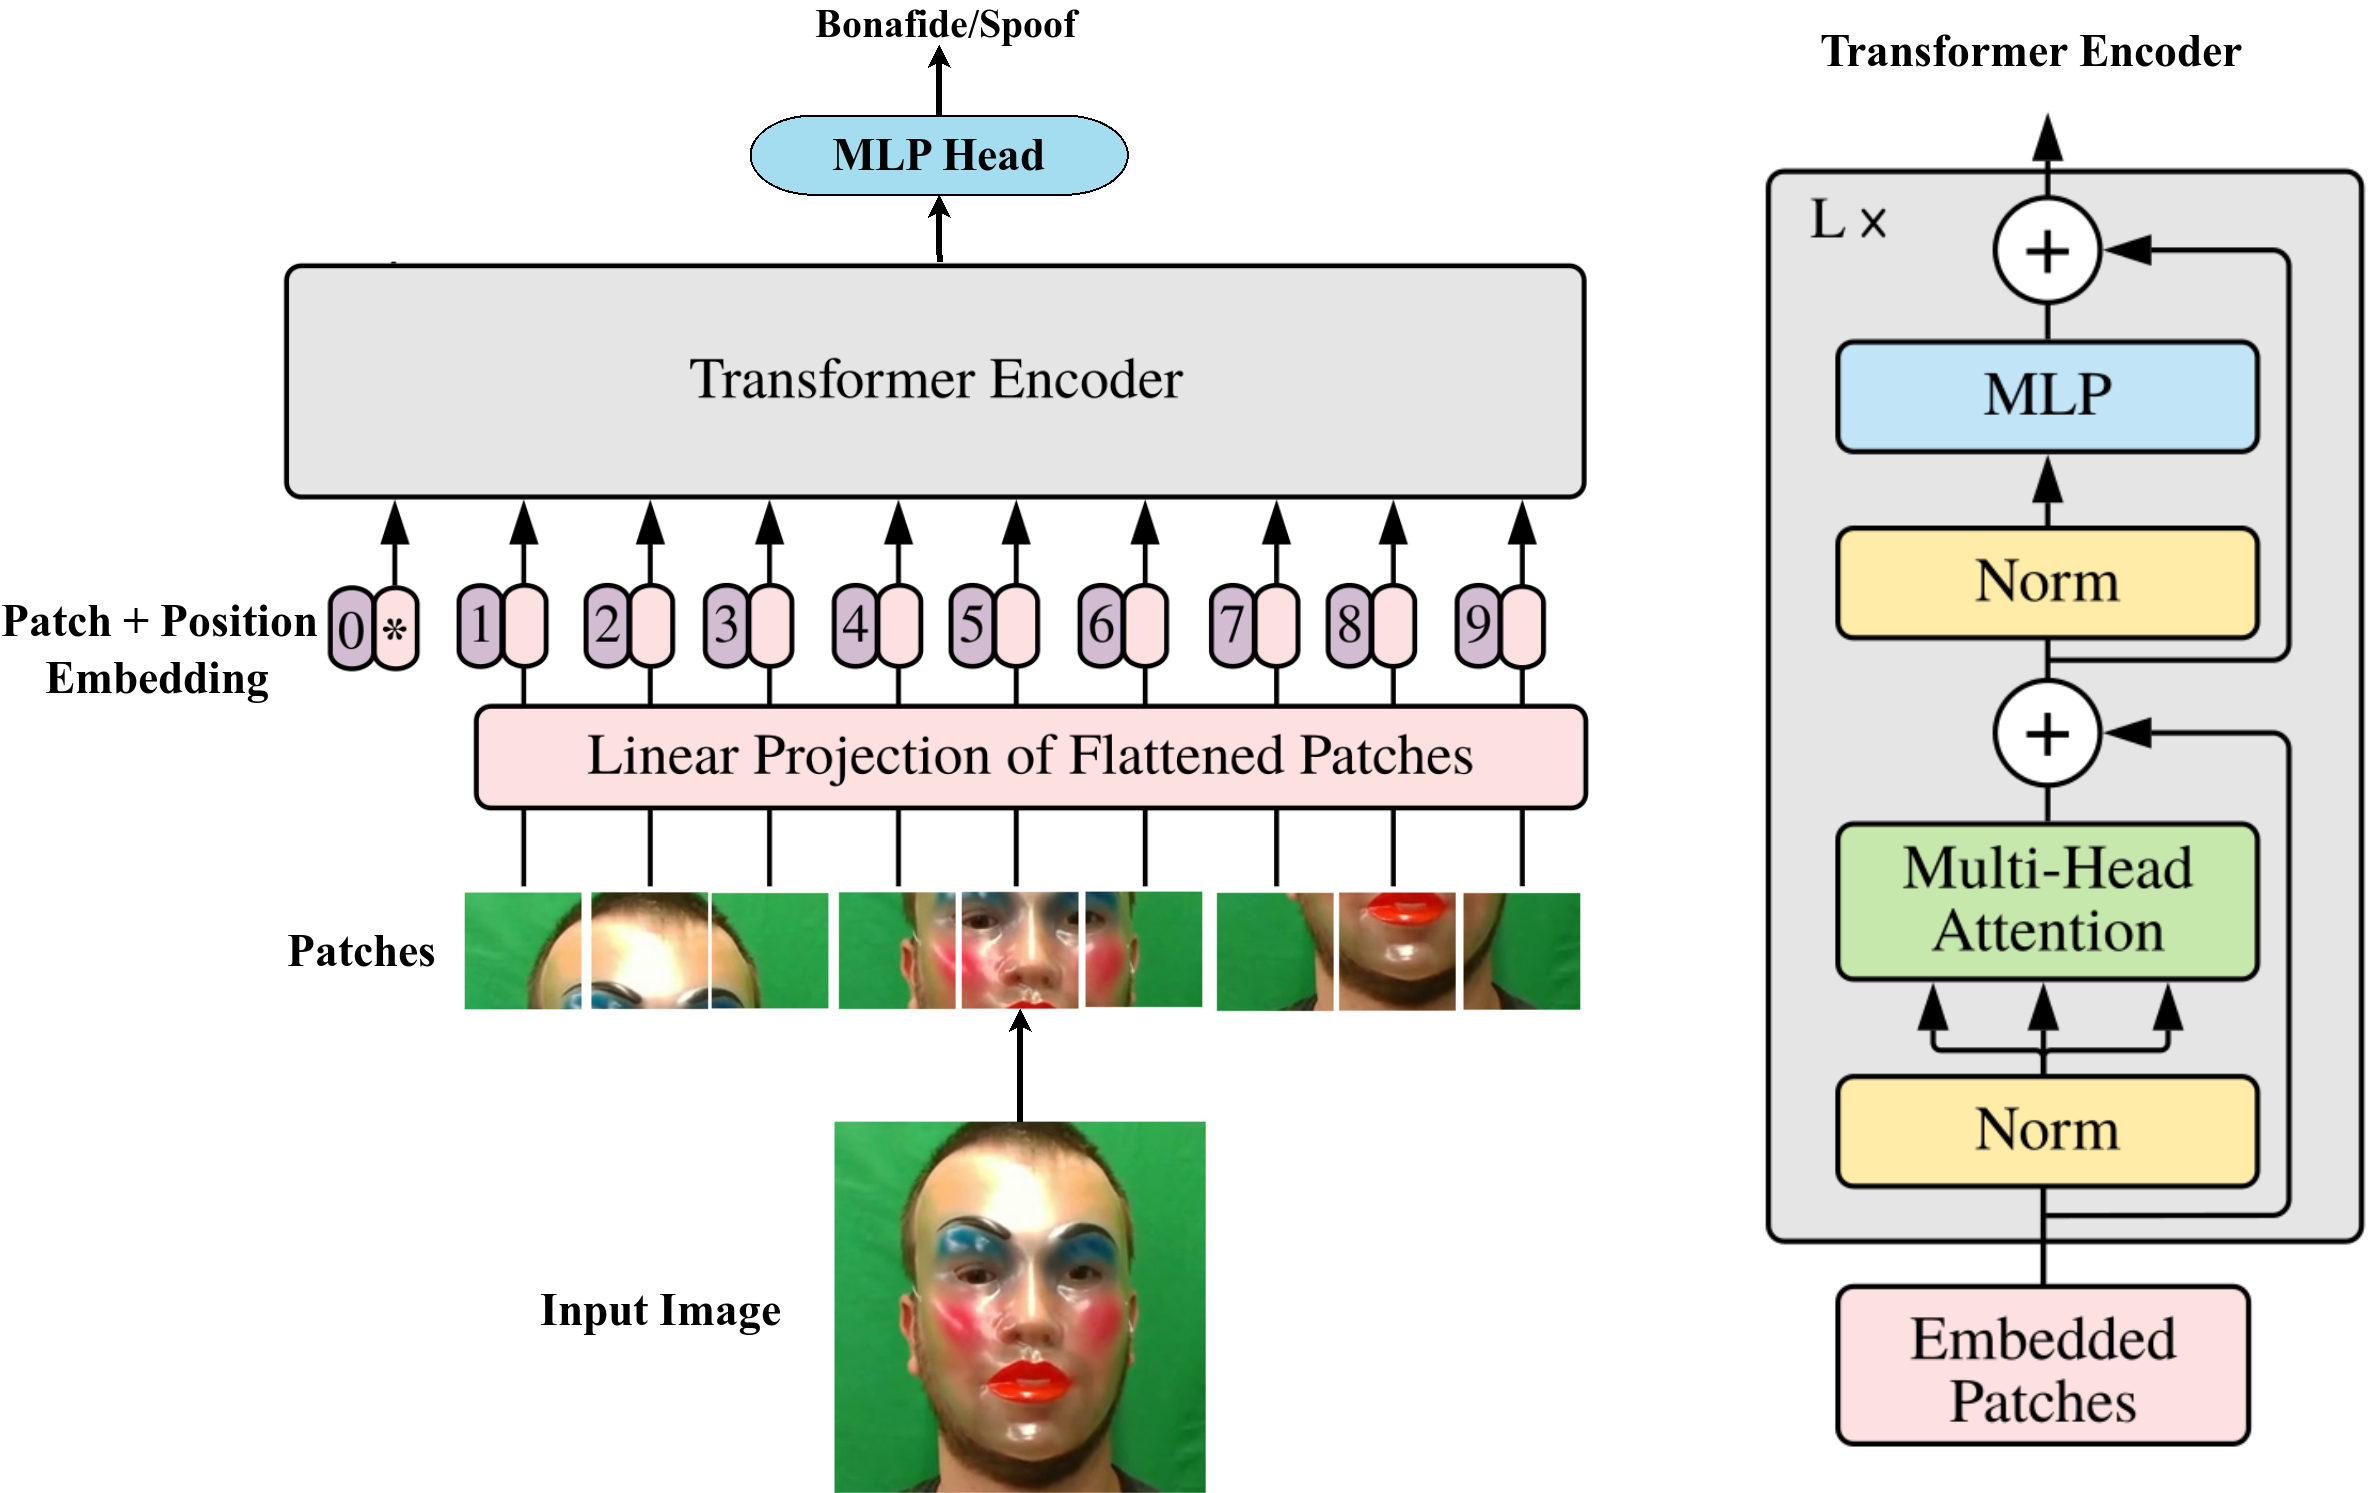 Bonafide/Spoof
MLP Head
Transformer Encoder
0 * 1 2 3 4 5 6 7 8 9
Patch + Position
Embedding
Linear Projection of Flattened Patches
Patches
Input Image
Transformer Encoder
L ×
+
MLP
Norm
+
Multi-Head
Attention
Norm
Embedded
Patches